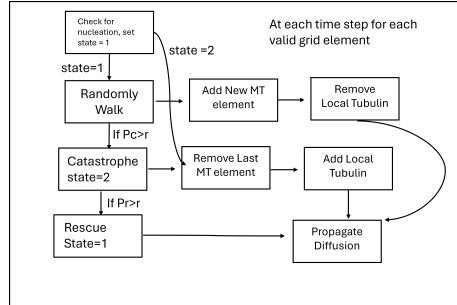 Check for
nucleation, set
state = 1
At each time step for each
valid grid element
state =2
state=1
Randomly
Walk
Add New MT
element
Remove
Local Tubulin
If Pc>r
Catastrophe
state=2
Remove Last
MT element
Add Local
Tubulin
If Pr>r
Rescue
State=1
Propagate
Diffusion